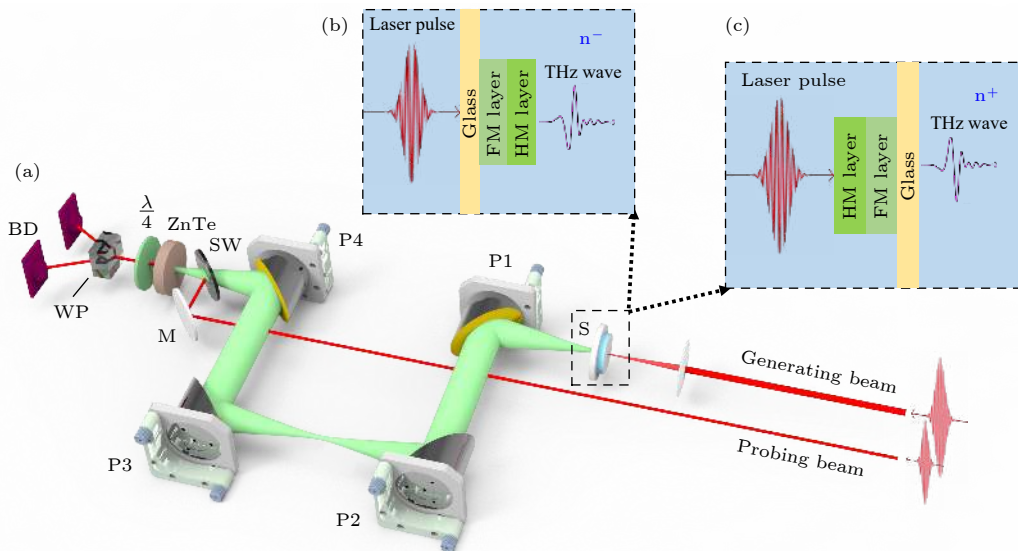 (b)
Laser pulse
n⁻
THz wave
Glass
FM layer
HM layer
(c)
Laser pulse
n⁺
THz wave
HM layer
FM layer
Glass
(a)
BD
WP
λ/4
ZnTe
SW
M
P4
P1
S
P3
P2
Generating beam
Probing beam